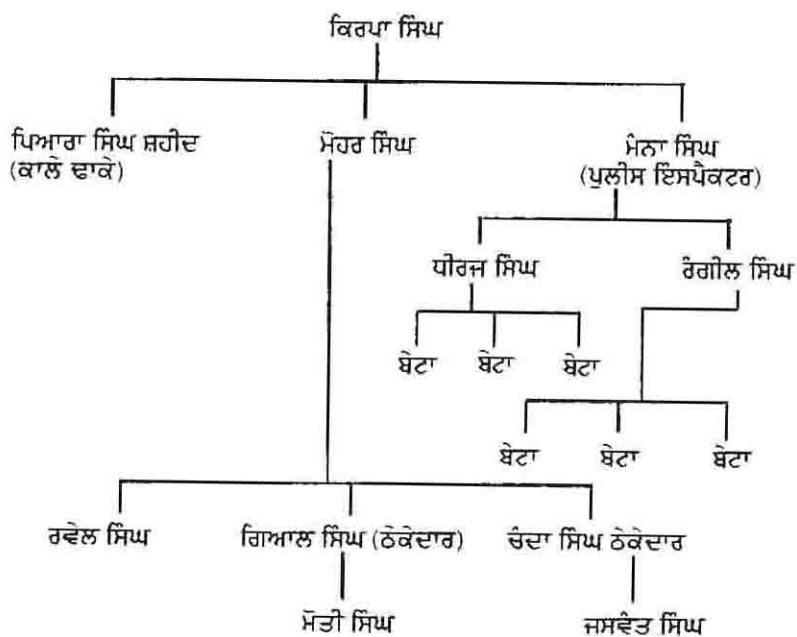 ਕਿਰਪਾ ਸਿੰਘ
ਪਿਆਰਾ ਸਿੰਘ ਸ਼ਹੀਦ
(ਕਾਲੇ ਢਾਕੇ)
ਮੋਹਰ ਸਿੰਘ
ਮੰਨਾ ਸਿੰਘ
(ਪੁਲੀਸ ਇੰਸਪੈਕਟਰ)
ਧੀਰਜ ਸਿੰਘ
ਰੰਗੀਲ ਸਿੰਘ
ਬੇਟਾ ਬੇਟਾ ਬੇਟਾ
ਬੇਟਾ ਬੇਟਾ ਬੇਟਾ
ਰਵੇਲ ਸਿੰਘ
ਗਿਆਲ ਸਿੰਘ (ਠੇਕੇਦਾਰ)
ਚੰਦਾ ਸਿੰਘ ਠੇਕੇਦਾਰ
ਮੋਤੀ ਸਿੰਘ
ਜਸਵੰਤ ਸਿੰਘ